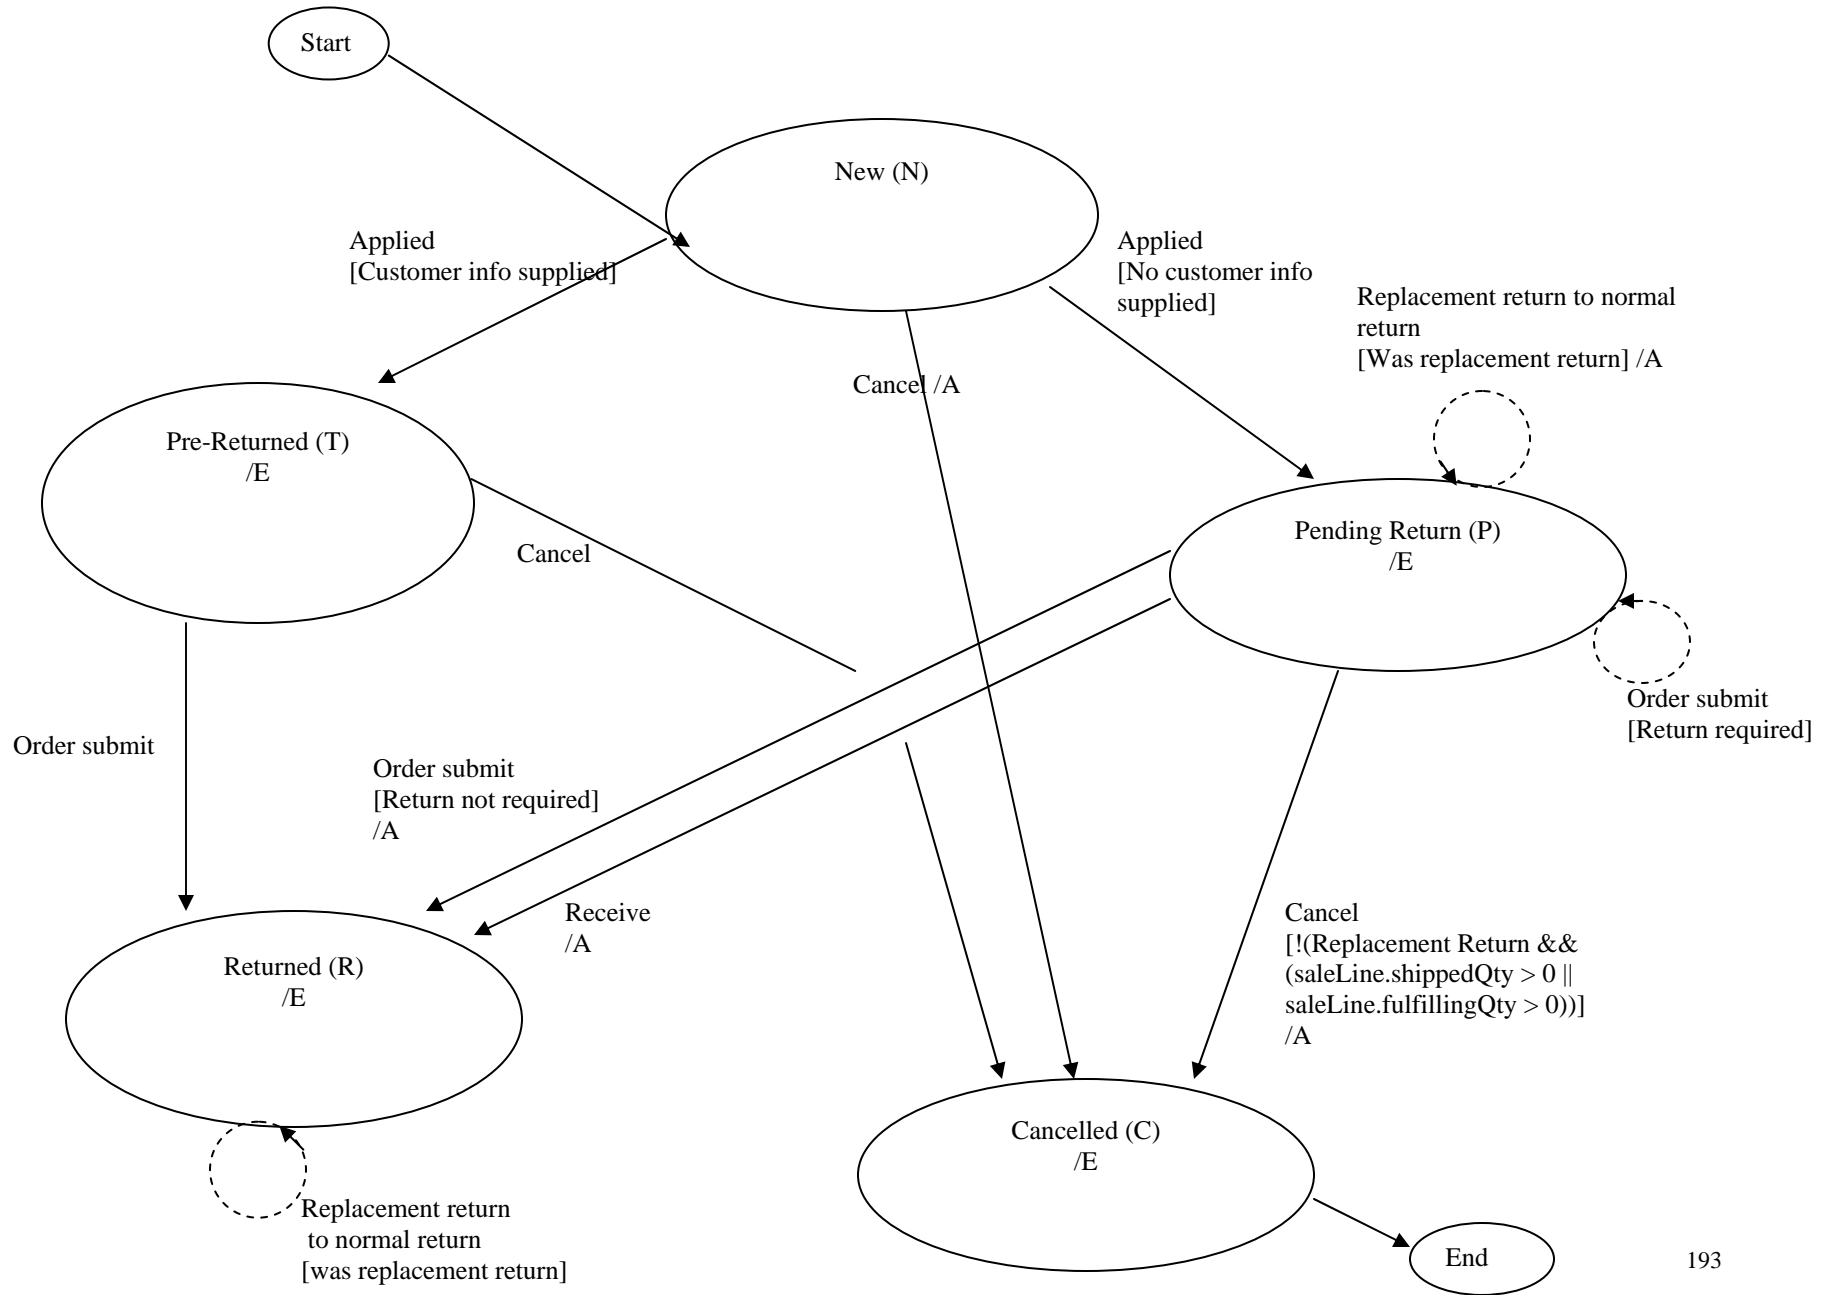 Start
New (N)
Applied
[Customer info supplied]
Applied
[No customer info
supplied]
Replacement return to normal
return
[Was replacement return] /A
Cancel /A
Pre-Returned (T)
/E
Cancel
Pending Return (P)
/E
Order submit
[Return required]
Order submit
Order submit
[Return not required]
/A
Receive
/A
Cancel
[!(Replacement Return &&
(saleLine.shippedQty > 0 ||
saleLine.fulfillingQty > 0))]
/A
Returned (R)
/E
Cancelled (C)
/E
Replacement return
to normal return
[was replacement return]
End
193